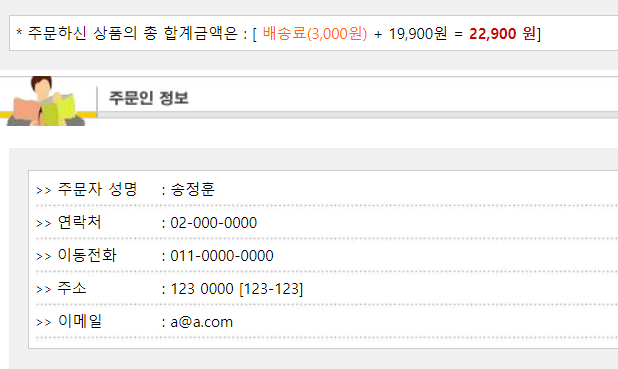 * 주문하신 상품의 총 합계금액은 : [ 배송료(3,000원) + 19,900원 = 22,900 원]
주문인 정보
>> 주문자 성명 : 송정훈
>> 연락처 : 02-000-0000
>> 이동전화 : 011-0000-0000
>> 주소 : 123 0000 [123-123]
>> 이메일 : a@a.com